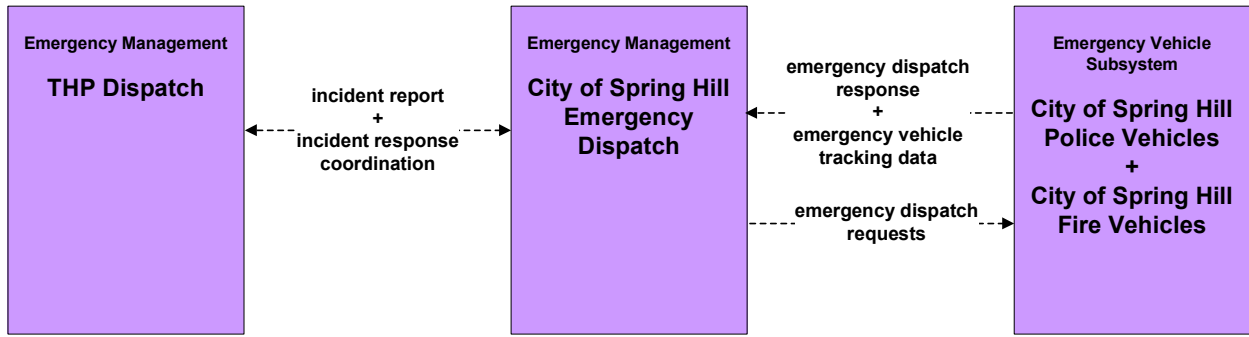 Emergency Management
THP Dispatch
incident report
+
incident response
coordination
Emergency Management
City of Spring Hill
Emergency
Dispatch
emergency dispatch
response
+
emergency vehicle
tracking data
emergency dispatch
requests
Emergency Vehicle
Subsystem
City of Spring Hill
Police Vehicles
+
City of Spring Hill
Fire Vehicles